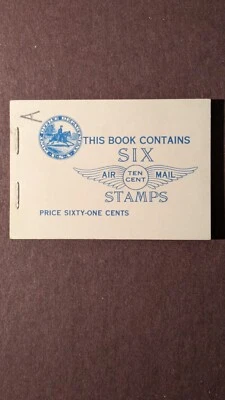 A
THIS BOOK CONTAINS
SIX
AIR TEN CENT MAIL
STAMPS
PRICE SIXTY-ONE CENTS